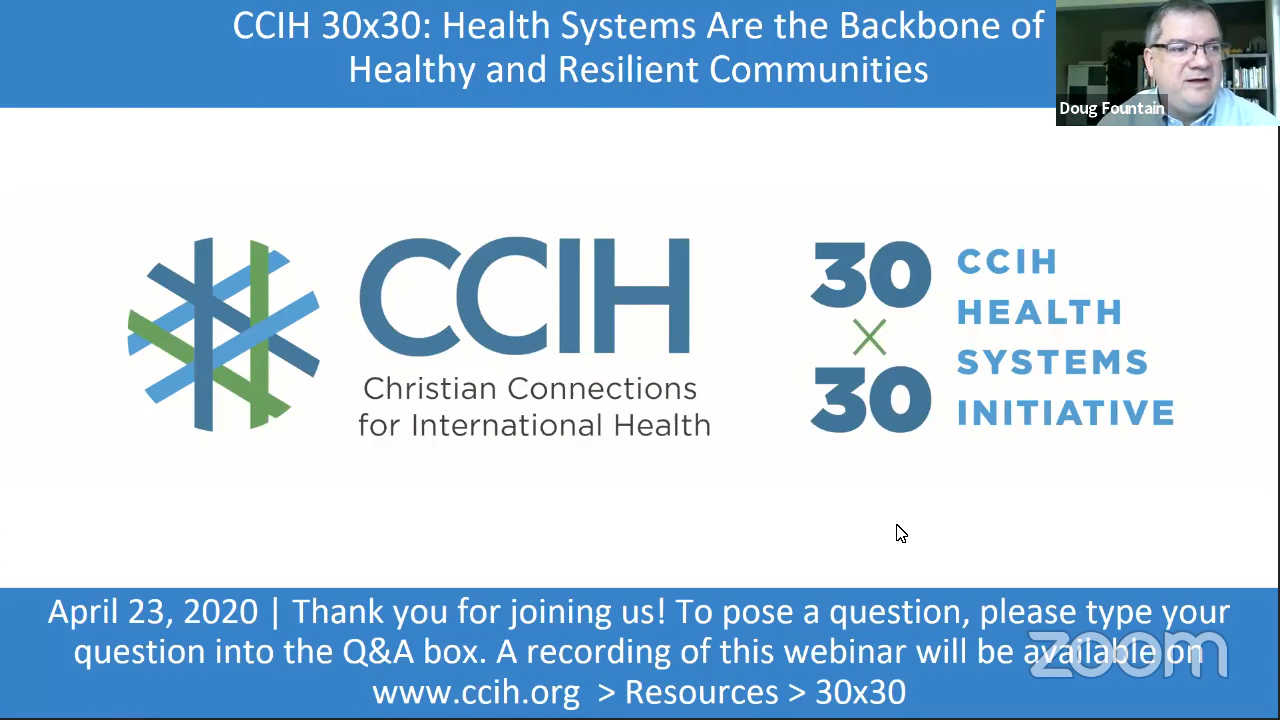 CCIH 30x30: Health Systems Are the Backbone of
Healthy and Resilient Communities
Doug Fountain
CCIH
Christian Connections
for International Health
30
x
30
CCIH
HEALTH
SYSTEMS
INITIATIVE
April 23, 2020 | Thank you for joining us! To pose a question, please type your
question into the Q&A box. A recording of this webinar will be available on
www.ccih.org > Resources > 30x30
zoom